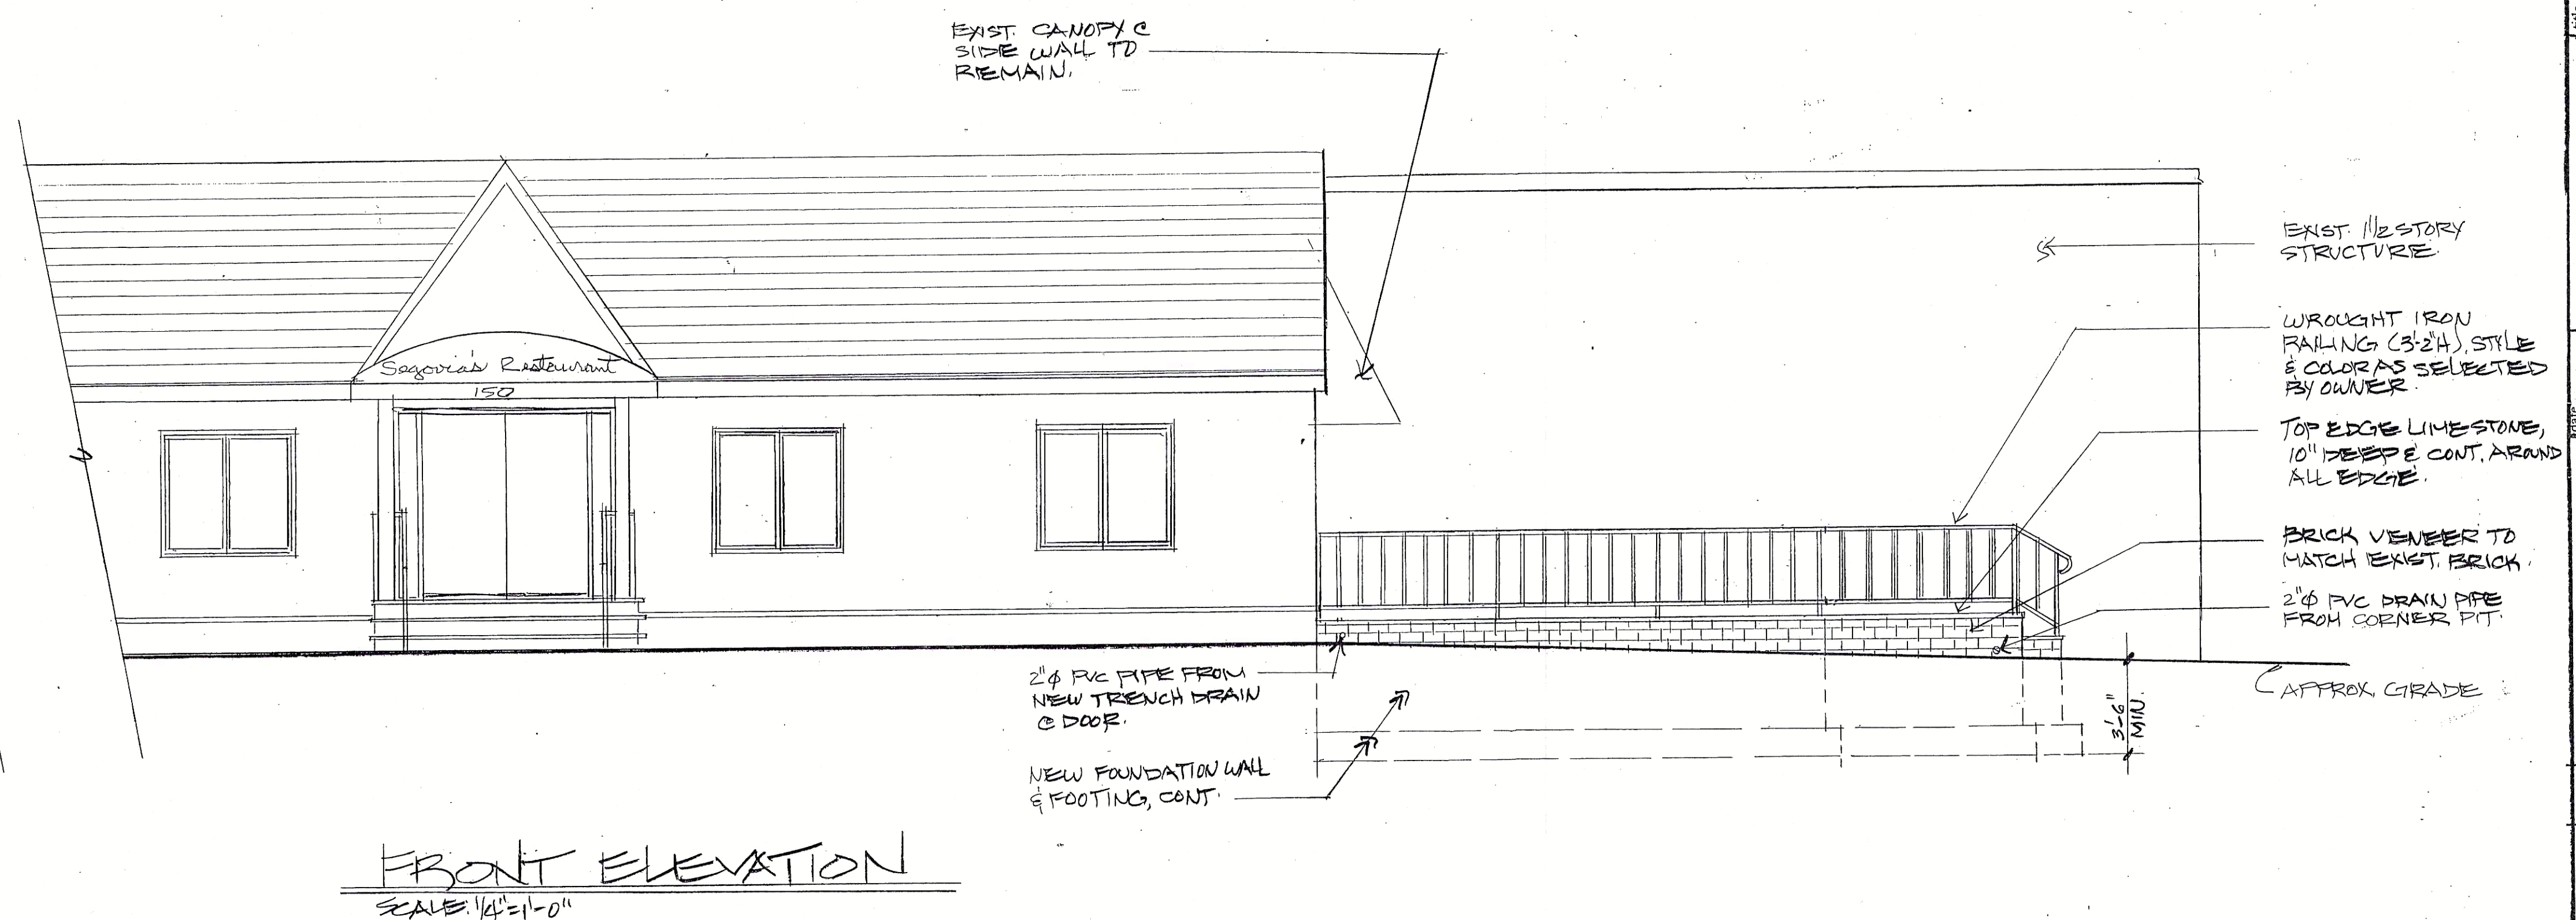 EXIST. CANOPY @
SIDE WALL TO
REMAIN.
Segovia's Restaurant
150
EXIST. 1 1/2 STORY
STRUCTURE.
WROUGHT IRON
RAILING (3'-2"H), STYLE
& COLOR AS SELECTED
BY OWNER.
TOP EDGE LIMESTONE,
10" DEEP & CONT. AROUND
ALL EDGE.
BRICK VENEER TO
MATCH EXIST. BRICK.
2"φ PVC DRAIN PIPE
FROM CORNER PIT.
2"φ PVC PIPE FROM
NEW TRENCH DRAIN
@ DOOR.
APPROX. GRADE
3'-6"
MIN.
NEW FOUNDATION WALL
& FOOTING, CONT.
FRONT ELEVATION
SCALE: 1/4"=1'-0"